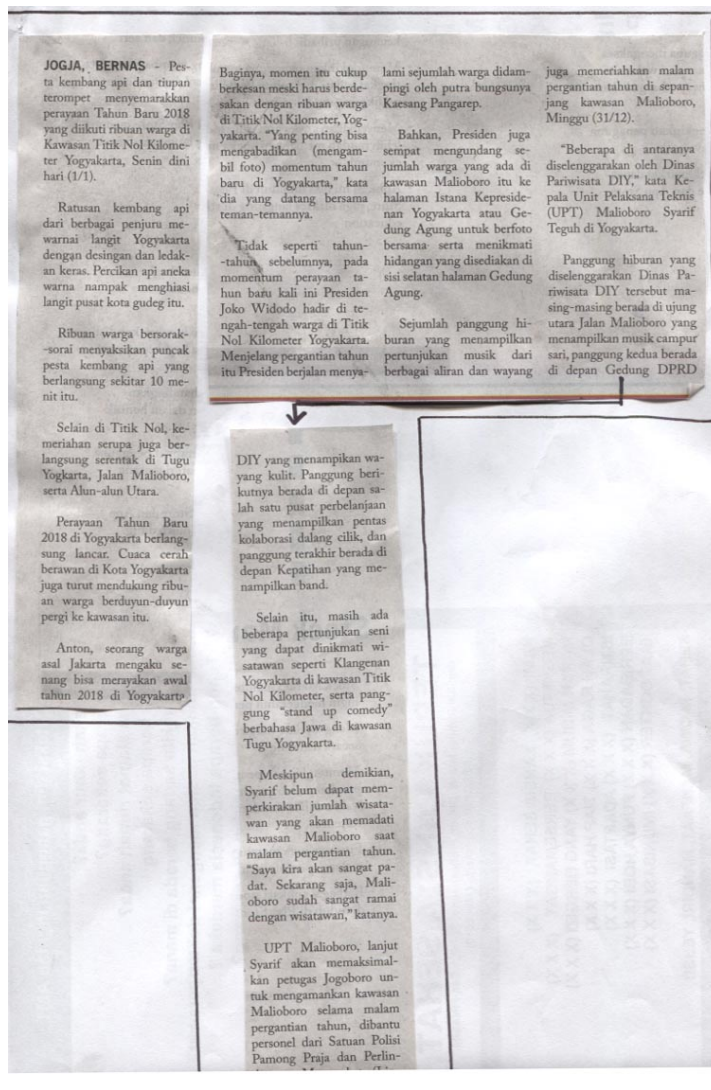 JOGJA, BERNAS - Pes-
ta kembang api dan tiupan
terompet menyemarakkan
perayaan Tahun Baru 2018
yang diikuti ribuan warga di
Kawasan Titik Nol Kilome-
ter Yogyakarta, Senin dini
hari (1/1).
Ratusan kembang api
dari berbagai penjuru me-
warnai langit Yogyakarta
dengan desingan dan ledak-
an keras. Percikan api aneka
warna nampak menghiasi
langit pusat kota gudeg itu.
Ribuan warga bersorak-
-sorai menyaksikan puncak
pesta kembang api yang
berlangsung sekitar 10 me-
nit itu.
Selain di Titik Nol, ke-
meriahan serupa juga ber-
langsung serentak di Tugu
Yogkarta, Jalan Malioboro,
serta Alun-alun Utara.
Perayaan Tahun Baru
2018 di Yogyakarta berlang-
sung lancar. Cuaca cerah
berawan di Kota Yogyakarta
juga turut mendukung ribu-
an warga berduyun-duyun
pergi ke kawasan itu.
Anton, seorang warga
asal Jakarta mengaku se-
nang bisa merayakan awal
tahun 2018 di Yogyakarta
Baginya, momen itu cukup
berkesan meski harus berde-
sakan dengan ribuan warga
di Titik Nol Kilometer, Yog-
yakarta. “Yang penting bisa
mengabadikan (mengam-
bil foto) momentum tahun
baru di Yogyakarta,” kata
dia yang datang bersama
teman-temannya.
Tidak seperti tahun-
-tahun sebelumnya, pada
momentum perayaan ta-
hun baru kali ini Presiden
Joko Widodo hadir di te-
ngah-tengah warga di Titik
Nol Kilometer Yogyakarta.
Menjelang pergantian tahun
itu Presiden berjalan menya-
lami sejumlah warga didam-
pingi oleh putra bungsunya
Kaesang Pangarep.
Bahkan, Presiden juga
sempat mengundang se-
jumlah warga yang ada di
kawasan Malioboro itu ke
halaman Istana Kepreside-
nan Yogyakarta atau Ge-
dung Agung untuk berfoto
bersama serta menikmati
hidangan yang disediakan di
sisi selatan halaman Gedung
Agung.
Sejumlah panggung hi-
buran yang menampilkan
pertunjukan musik dari
berbagai aliran dan wayang
juga memeriahkan malam
pergantian tahun di sepan-
jang kawasan Malioboro,
Minggu (31/12).
“Beberapa di antaranya
diselenggarakan oleh Dinas
Pariwisata DIY,” kata Ke-
pala Unit Pelaksana Teknis
(UPT) Malioboro Syarif
Teguh di Yogyakarta.
Panggung hiburan yang
diselenggarakan Dinas Pa-
riwisata DIY tersebut ma-
sing-masing berada di ujung
utara Jalan Malioboro yang
menampilkan musik campur
sari, panggung kedua berada
di depan Gedung DPRD
DIY yang menampikan wa-
yang kulit. Panggung beri-
kutnya berada di depan sa-
lah satu pusat perbelanjaan
yang menampilkan pentas
kolaborasi dalang cilik, dan
panggung terakhir berada di
depan Kepatihan yang me-
nampilkan band.
Selain itu, masih ada
beberapa pertunjukan seni
yang dapat dinikmati wi-
satawan seperti Klangenan
Yogyakarta di kawasan Titik
Nol Kilometer, serta pang-
gung “stand up comedy”
berbahasa Jawa di kawasan
Tugu Yogyakarta.
Meskipun demikian,
Syarif belum dapat mem-
perkirakan jumlah wisata-
wan yang akan memadati
kawasan Malioboro saat
malam pergantian tahun.
“Saya kira akan sangat pa-
dat. Sekarang saja, Mali-
oboro sudah sangat ramai
dengan wisatawan,” katanya.
UPT Malioboro, lanjut
Syarif akan memaksimal-
kan petugas Jogoboro un-
tuk mengamankan kawasan
Malioboro selama malam
pergantian tahun, dibantu
personel dari Satuan Polisi
Pamong Praja dan Perlin-